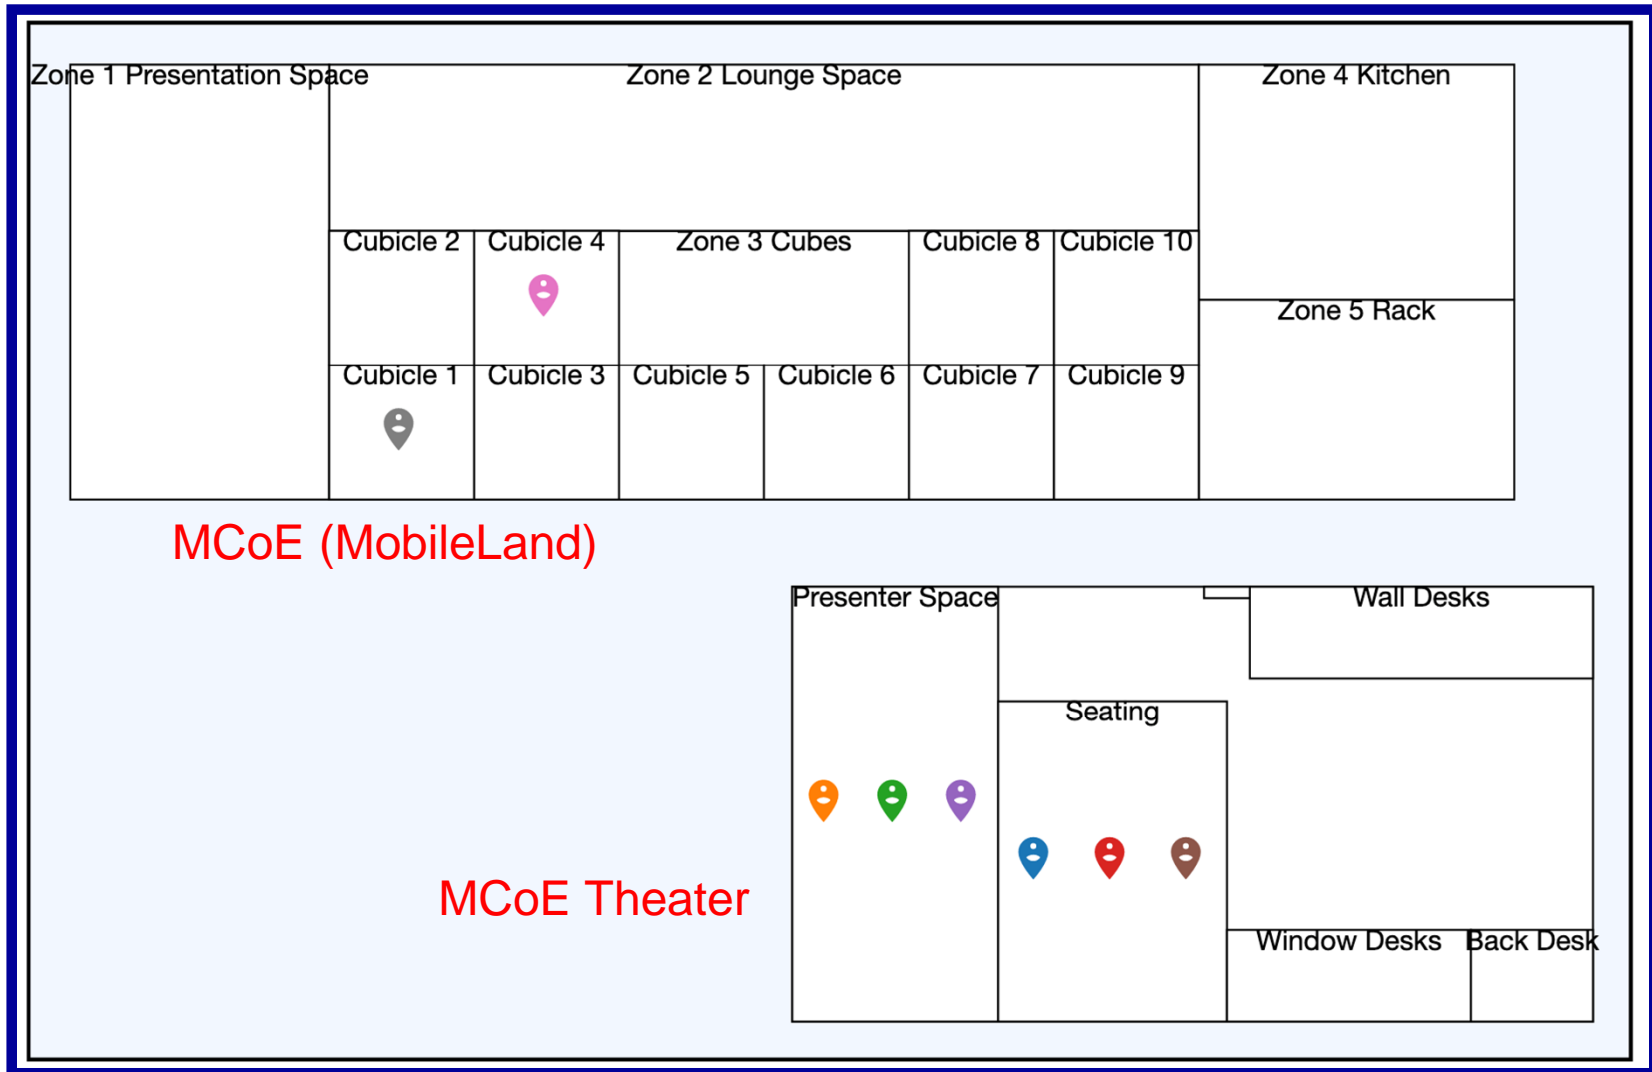 Zone 1 Presentation Space
Zone 2 Lounge Space
Zone 4 Kitchen
Cubicle 2
Cubicle 4
Zone 3 Cubes
Cubicle 8
Cubicle 10
Zone 5 Rack
Cubicle 1
Cubicle 3
Cubicle 5
Cubicle 6
Cubicle 7
Cubicle 9
MCoE (MobileLand)
Presenter Space
Wall Desks
Seating
MCoE Theater
Window Desks
Back Desk